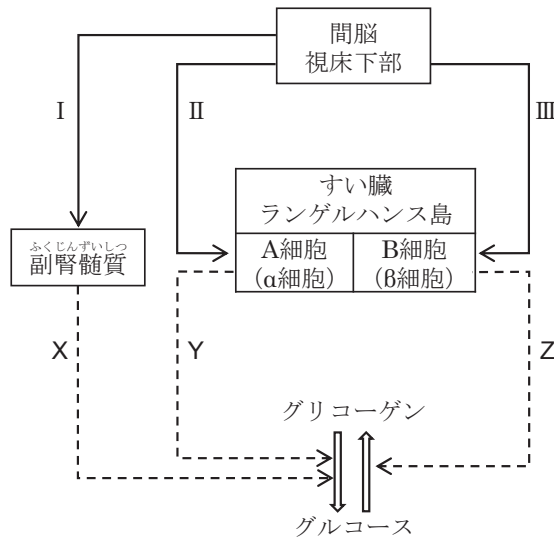 間脳
視床下部
Ⅰ
Ⅱ
Ⅲ
すい臓
ランゲルハンス島
ふくじんずいしつ
副腎髄質
A細胞
(α細胞)
B細胞
(β細胞)
X
Y
Z
グリコーゲン
グルコース